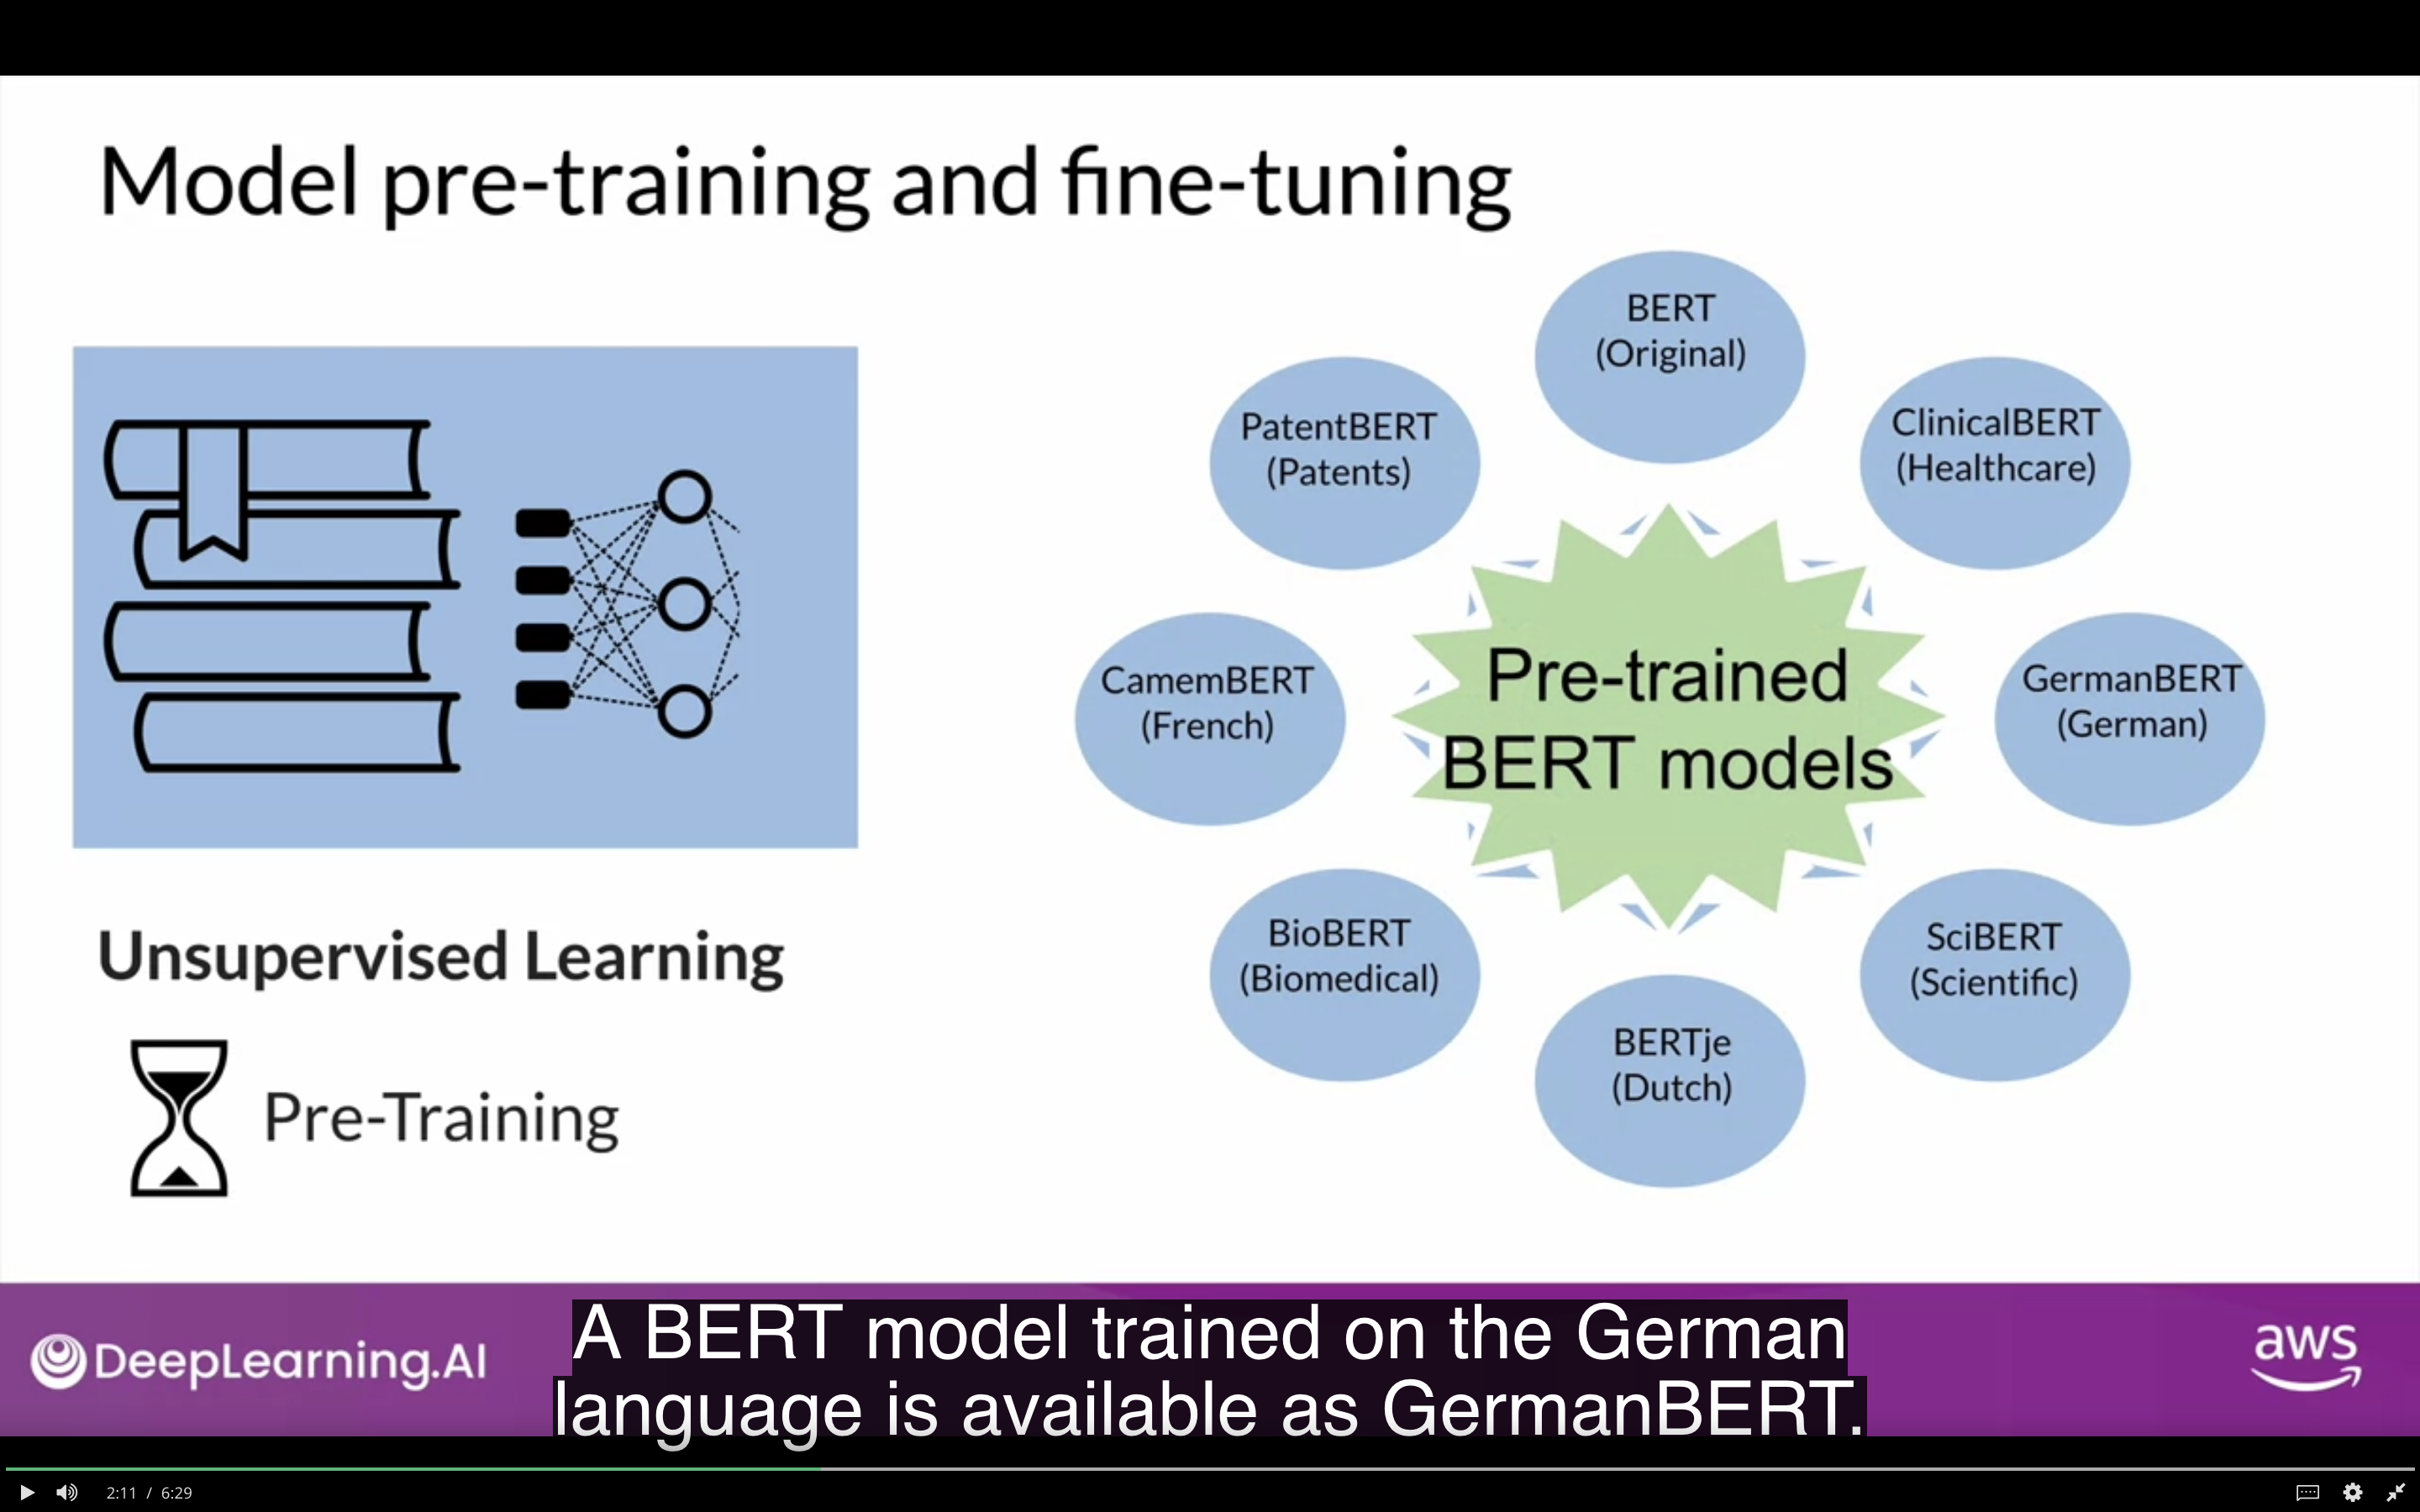 Model pre-training and fine-tuning
BERT
(Original)
PatentBERT
(Patents)
ClinicalBERT
(Healthcare)
CamemBERT
(French)
Pre-trained
BERT models
GermanBERT
(German)
BioBERT
(Biomedical)
SciBERT
(Scientific)
BERTje
(Dutch)
Unsupervised Learning
Pre-Training
DeepLearning.AI
A BERT model trained on the German
language is available as GermanBERT.
aws
2:11 / 6:29